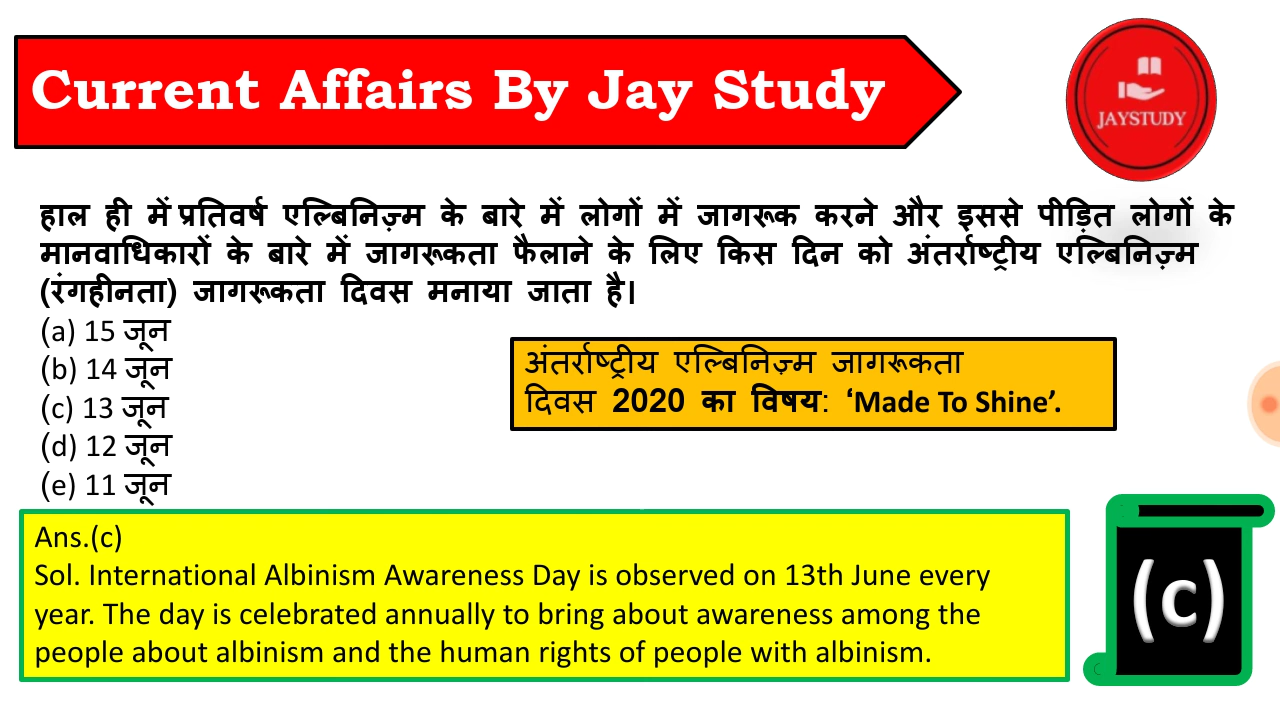 Current Affairs By Jay Study
JAYSTUDY
हाल ही में प्रतिवर्ष एल्बिनिज़्म के बारे में लोगों में जागरूक करने और इससे पीड़ित लोगों के
मानवाधिकारों के बारे में जागरूकता फैलाने के लिए किस दिन को अंतर्राष्ट्रीय एल्बिनिज़्म
(रंगहीनता) जागरूकता दिवस मनाया जाता है।
(a) 15 जून
(b) 14 जून
(c) 13 जून
(d) 12 जून
(e) 11 जून
अंतर्राष्ट्रीय एल्बिनिज़्म जागरूकता
दिवस 2020 का विषय: ‘Made To Shine’.
Ans.(c)
Sol. International Albinism Awareness Day is observed on 13th June every
year. The day is celebrated annually to bring about awareness among the
people about albinism and the human rights of people with albinism.
(c)